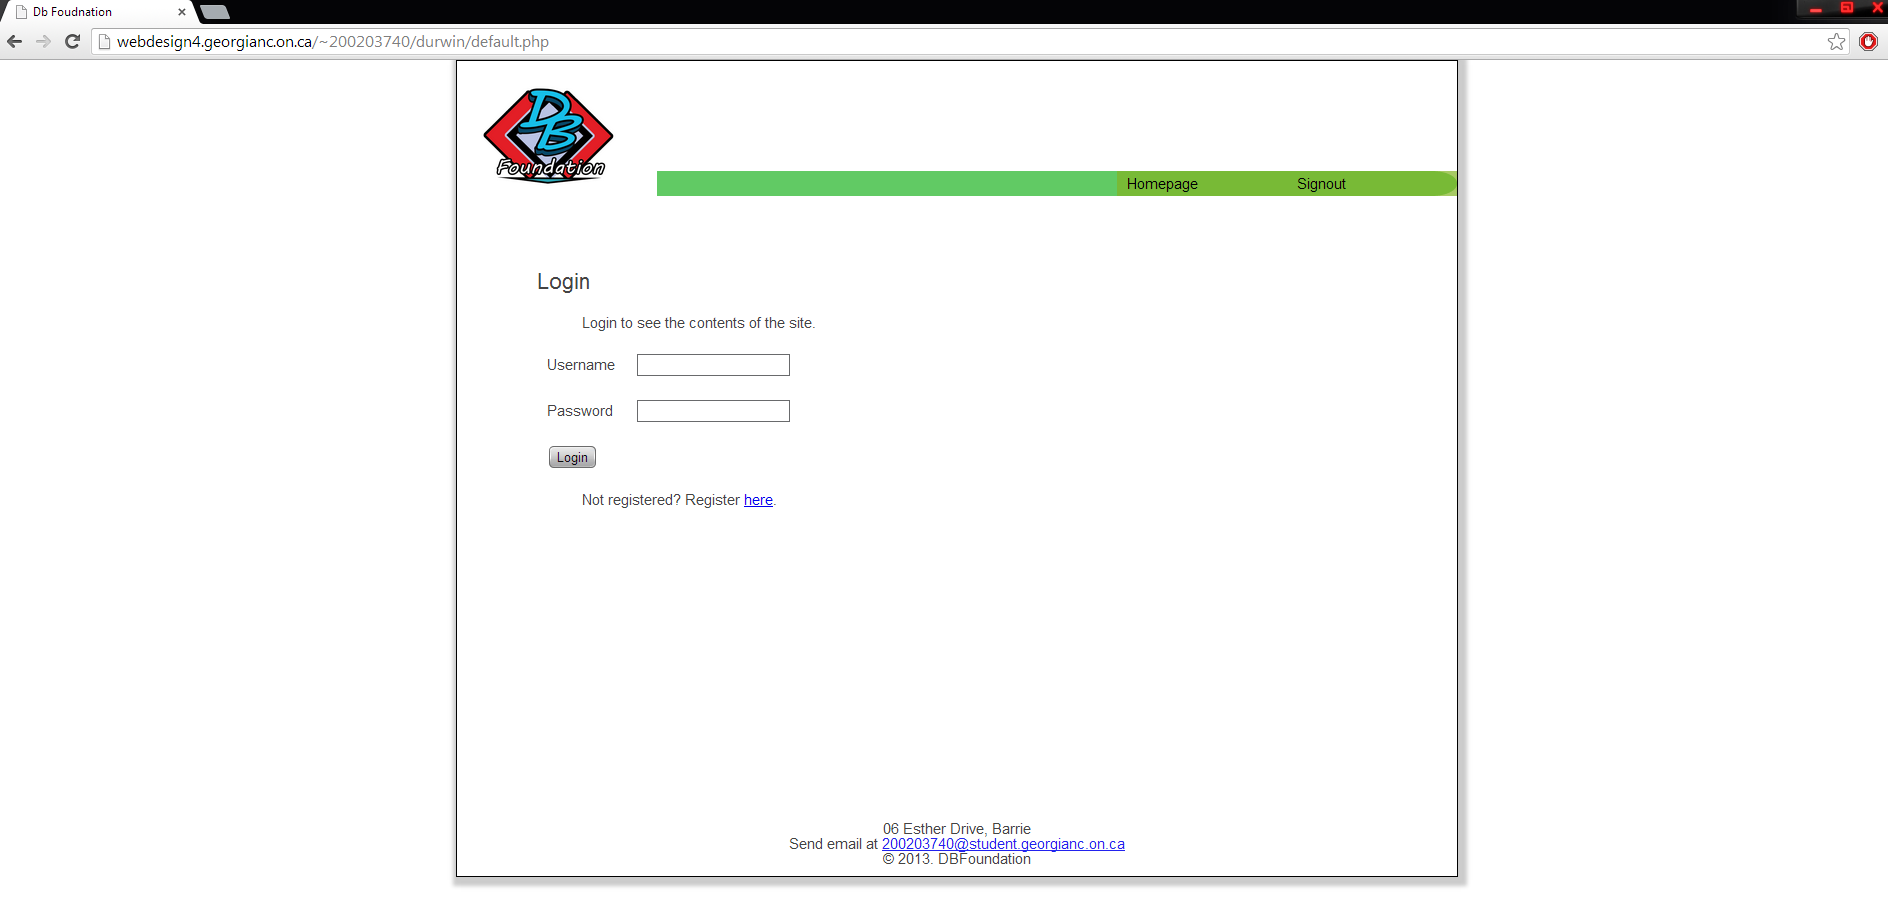 Db Foudnation
webdesign4.georgianc.on.ca/~200203740/durwin/default.php
DB
Foundation
Homepage Signout
Login
Login to see the contents of the site.
Username
Password
Login
Not registered? Register here.
06 Esther Drive, Barrie
Send email at 200203740@student.georgianc.on.ca
© 2013. DBFoundation